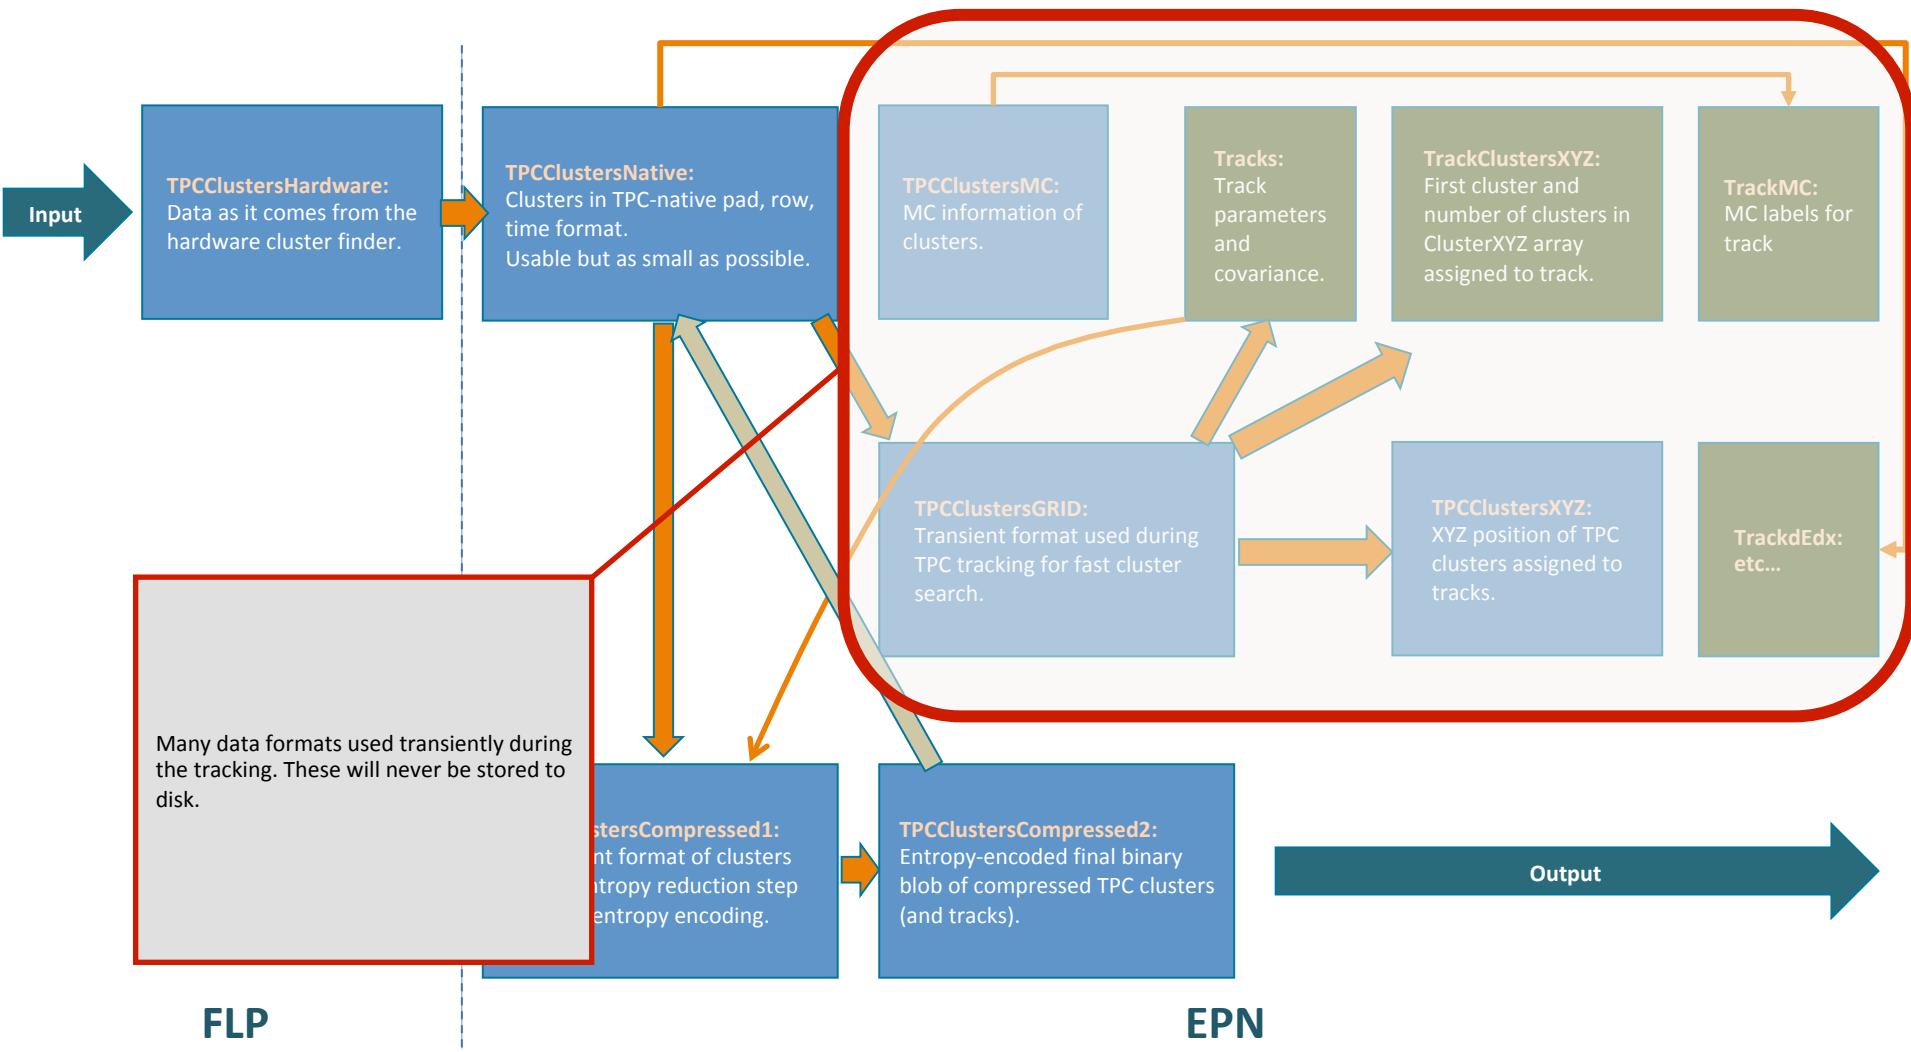 Input
TPCClustersHardware:
Data as it comes from the
hardware cluster finder.
TPCClustersNative:
Clusters in TPC-native pad, row,
time format.
Usable but as small as possible.
TPCClustersMC:
MC information of
clusters.
Tracks:
Track
parameters
and
covariance.
TrackClustersXYZ:
First cluster and
number of clusters in
ClusterXYZ array
assigned to track.
TrackMC:
MC labels for
track
TPCClustersGRID:
Transient format used during
TPC tracking for fast cluster
search.
TPCClustersXYZ:
XYZ position of TPC
clusters assigned to
tracks.
TrackdEdx:
etc...
Many data formats used transiently during
the tracking. These will never be stored to
disk.
stersCompressed1:
nt format of clusters
tropy reduction step
entropy encoding.
TPCClustersCompressed2:
Entropy-encoded final binary
blob of compressed TPC clusters
(and tracks).
Output
FLP
EPN